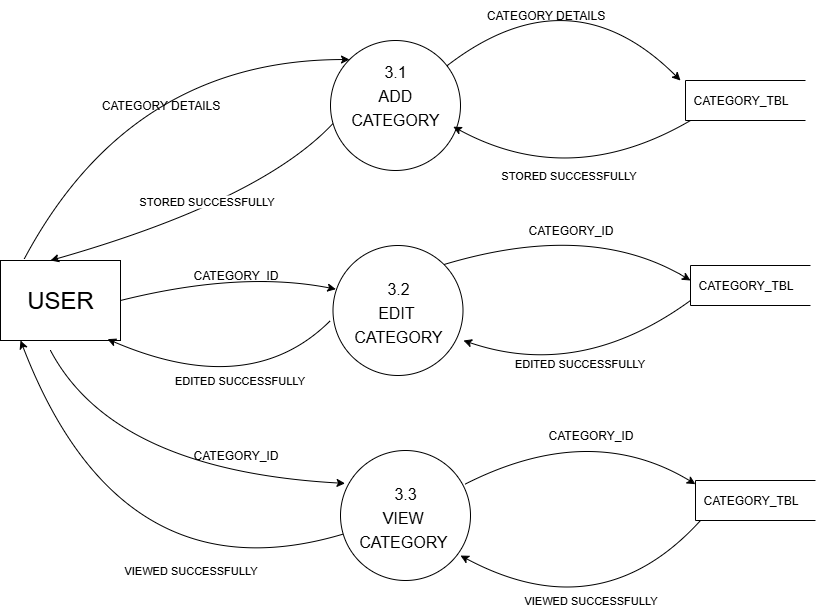 CATEGORY DETAILS
3.1
ADD
CATEGORY
CATEGORY_TBL
CATEGORY DETAILS
STORED SUCCESSFULLY
STORED SUCCESSFULLY
CATEGORY_ID
USER
CATEGORY_ID
3.2
EDIT
CATEGORY
CATEGORY_TBL
EDITED SUCCESSFULLY
EDITED SUCCESSFULLY
CATEGORY_ID
CATEGORY_ID
3.3
VIEW
CATEGORY
CATEGORY_TBL
VIEWED SUCCESSFULLY
VIEWED SUCCESSFULLY